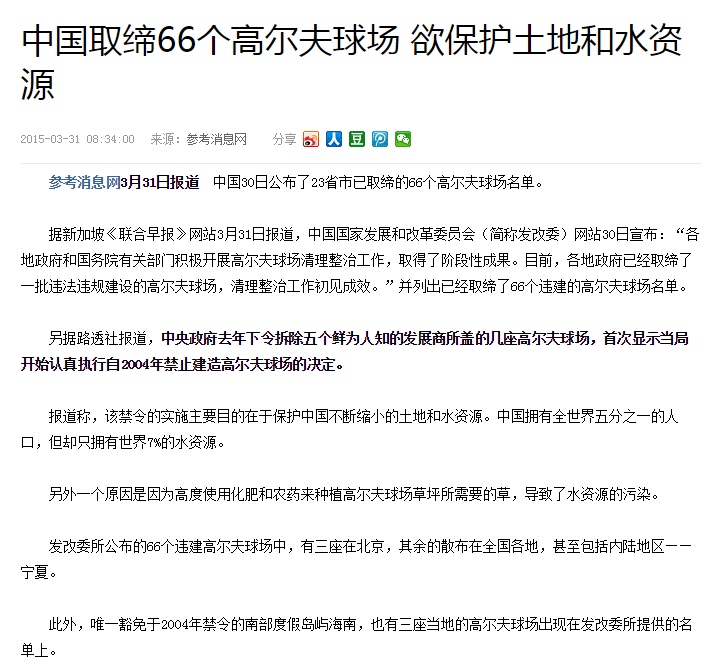 中国取缔66个高尔夫球场 欲保护土地和水资
源
2015-03-31 08:34:00 来源：参考消息网 分享
参考消息网3月31日报道 中国30日公布了23省市已取缔的66个高尔夫球场名单。
据新加坡《联合早报》网站3月31日报道，中国国家发展和改革委员会（简称发改委）网站30日宣布：“各
地政府和国务院有关部门积极开展高尔夫球场清理整治工作，取得了阶段性成果。目前，各地政府已经取缔了
一批违法违规建设的高尔夫球场，清理整治工作初见成效。”并列出已经取缔了66个违建的高尔夫球场名单。
另据路透社报道，中央政府去年下令拆除五个鲜为人知的发展商所盖的几座高尔夫球场，首次显示当局
开始认真执行自2004年禁止建造高尔夫球场的决定。
报道称，该禁令的实施主要目的在于保护中国不断缩小的土地和水资源。中国拥有全世界五分之一的人
口，但却只拥有世界7%的水资源。
另外一个原因是因为高度使用化肥和农药来种植高尔夫球场草坪所需要的草，导致了水资源的污染。
发改委所公布的66个违建高尔夫球场中，有三座在北京，其余的散布在全国各地，甚至包括内陆地区——
宁夏。
此外，唯一豁免于2004年禁令的南部度假岛屿海南，也有三座当地的高尔夫球场出现在发改委所提供的名
单上。